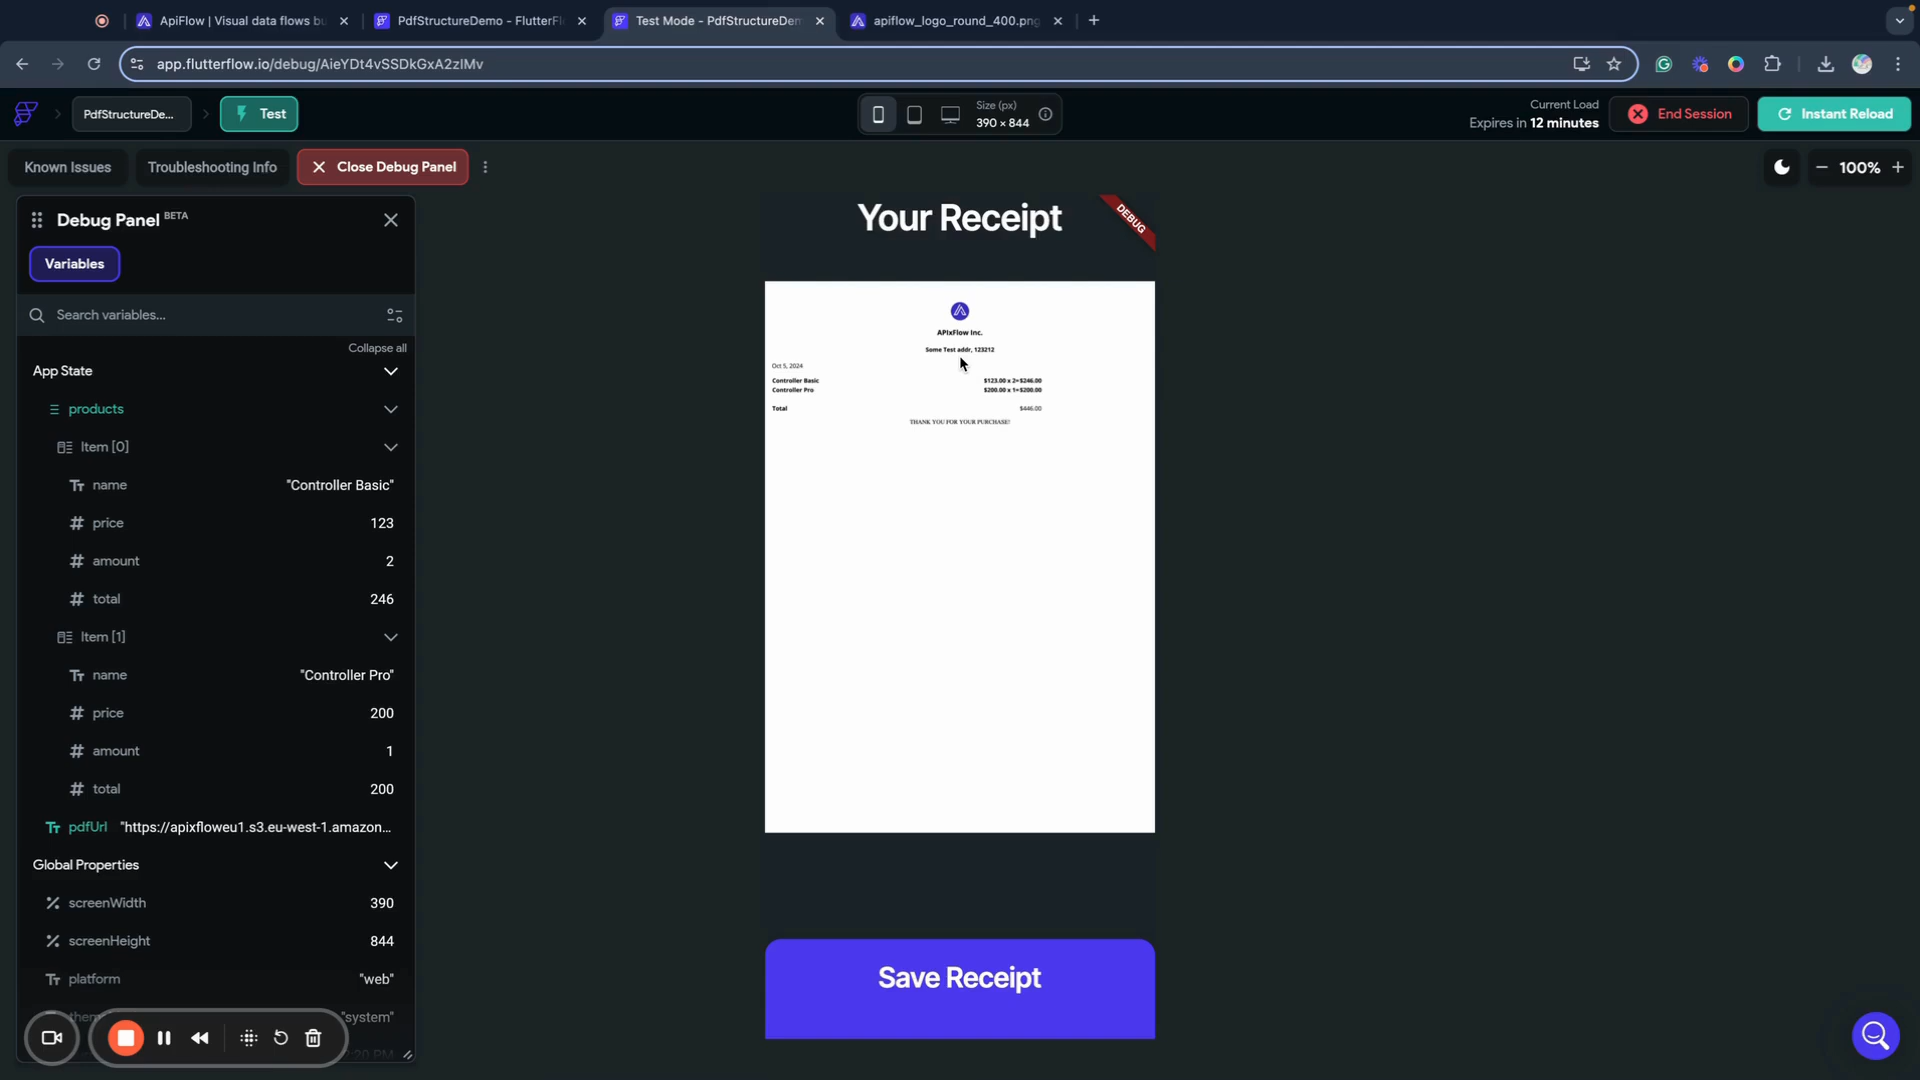 ApiFlow | Visual data flows bu
PdfStructureDemo - FlutterFl
Test Mode - PdfStructureDem
apiflow_logo_round_400.png
app.flutterflow.io/debug/AieYDt4vSSDkGxA2zIMv
PdfStructureDe...
Test
Size (px)
390 × 844
Current Load
Expires in 12 minutes
End Session
Instant Reload
Known Issues
Troubleshooting Info
Close Debug Panel
100%
Debug Panel BETA
Variables
Search variables...
Collapse all
App State
products
Item [0]
name "Controller Basic"
price 123
amount 2
total 246
Item [1]
name "Controller Pro"
price 200
amount 1
total 200
pdfUrl "https://apixfloweu1.s3.eu-west-1.amazon...
Global Properties
screenWidth 390
screenHeight 844
platform "web"
"system"
Your Receipt
DEBUG
APIxFlow Inc.
Some Test addr, 123212
Oct 5, 2024
Controller Basic $123.00 x 2=$246.00
Controller Pro $200.00 x 1=$200.00
Total $446.00
THANK YOU FOR YOUR PURCHASE!
Save Receipt